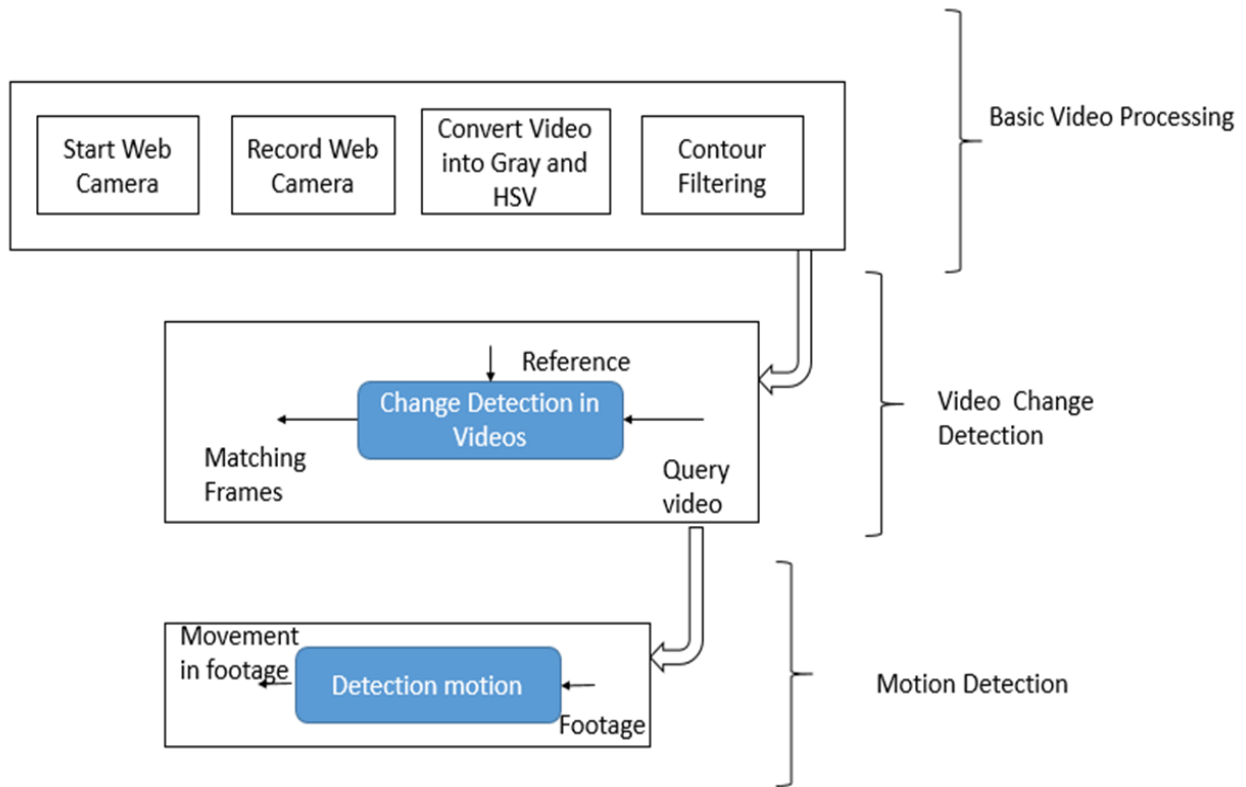 Basic Video Processing
Start Web
Camera
Record Web
Camera
Convert Video
into Gray and
HSV
Contour
Filtering
Reference
Change Detection in
Videos
Matching
Frames
Query
video
Video Change
Detection
Movement
in footage
Detection motion
Footage
Motion Detection